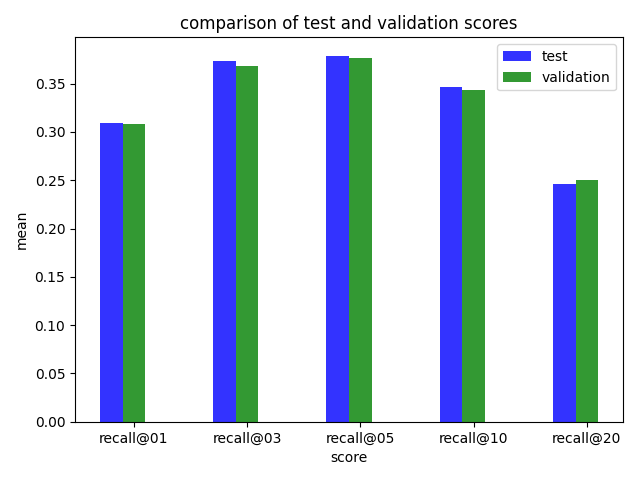 comparison of test and validation scores
test
validation
mean
0.35
0.30
0.25
0.20
0.15
0.10
0.05
0.00
recall@01 recall@03 recall@05 recall@10 recall@20
score